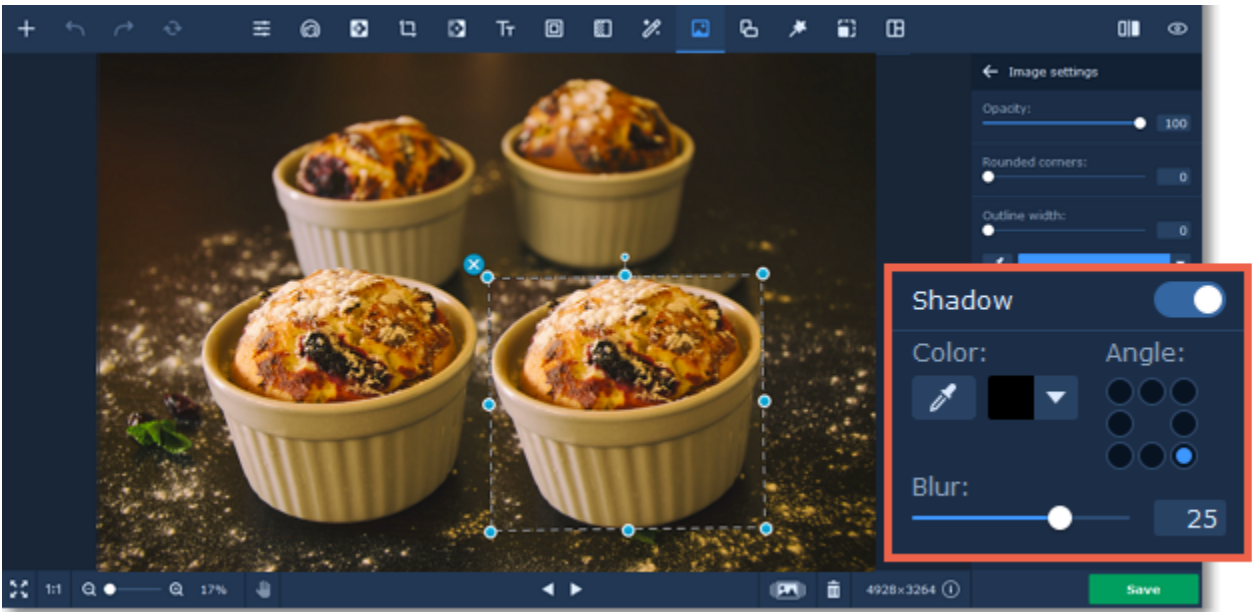 Tт
Image settings
Opacity:
100
Rounded corners:
0
Outline width:
0
Shadow
Color:
Angle:
Blur:
25
1:1
17%
4928×3264
Save